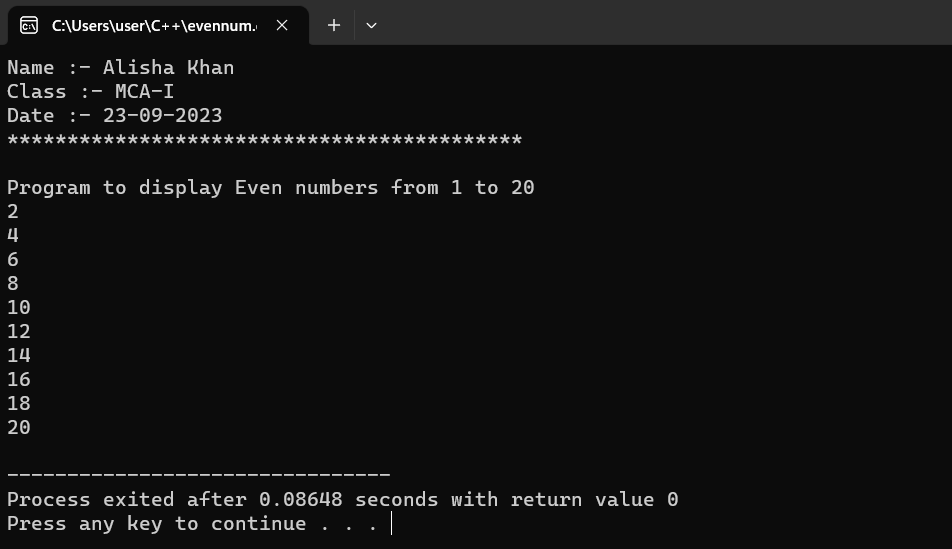 C:\Users\user\C++\evennum.
Name :- Alisha Khan
Class :- MCA-I
Date :- 23-09-2023
*******************************************

Program to display Even numbers from 1 to 20
2
4
6
8
10
12
14
16
18
20

--------------------------------
Process exited after 0.08648 seconds with return value 0
Press any key to continue . . .